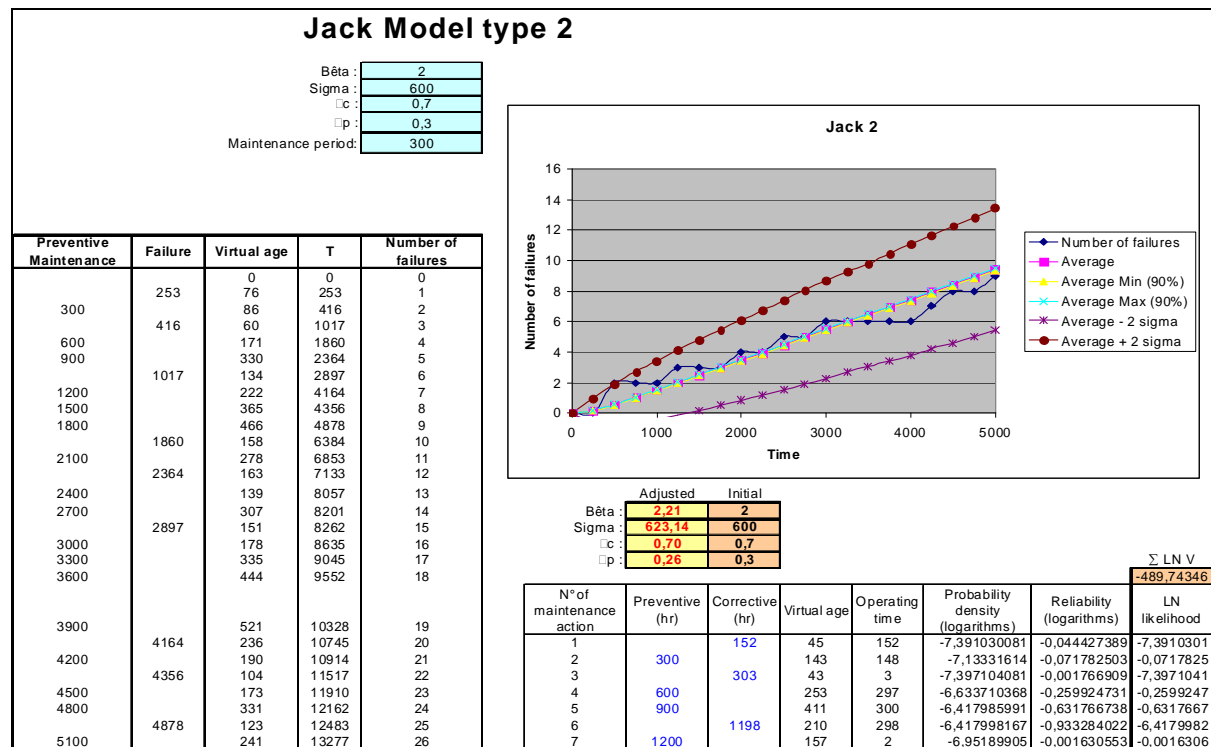 Jack Model type 2
Bêta : 2
Sigma : 600
□c : 0,7
□p : 0,3
Maintenance period: 300
Jack 2
Number of failures
16
14
12
10
8
6
4
2
0
0 1000 2000 3000 4000 5000
Time
Number of failures
Average
Average Min (90%)
Average Max (90%)
Average - 2 sigma
Average + 2 sigma
Preventive Maintenance Failure Virtual age T Number of failures
0 0 0
253 76 253 1
300 86 416 2
416 60 1017 3
600 171 1860 4
900 330 2364 5
1017 134 2897 6
1200 222 4164 7
1500 365 4356 8
1800 466 4878 9
1860 158 6384 10
2100 278 6853 11
2364 163 7133 12
2400 139 8057 13
2700 307 8201 14
2897 151 8262 15
3000 178 8635 16
3300 335 9045 17
3600 444 9552 18
3900 521 10328 19
4164 236 10745 20
4200 190 10914 21
4356 104 11517 22
4500 173 11910 23
4800 331 12162 24
4878 123 12483 25
5100 241 13277 26
Adjusted Initial
Bêta : 2,21 2
Sigma : 623,14 600
□c : 0,70 0,7
□p : 0,26 0,3
∑ LN V
-489,74346
N° of maintenance action Preventive (hr) Corrective (hr) Virtual age Operating time Probability density (logarithms) Reliability (logarithms) LN likelihood
1 152 45 152 -7,391030081 -0,044427389 -7,3910301
2 300 143 148 -7,13331614 -0,071782503 -0,0717825
3 303 43 3 -7,397104081 -0,001766909 -7,3971041
4 600 253 297 -6,633710368 -0,259924731 -0,2599247
5 900 411 300 -6,417985991 -0,631766738 -0,6317667
6 1198 210 298 -6,417998167 -0,933284022 -6,4179982
7 1200 157 2 -6,95189905 -0,001630553 -0,0016306